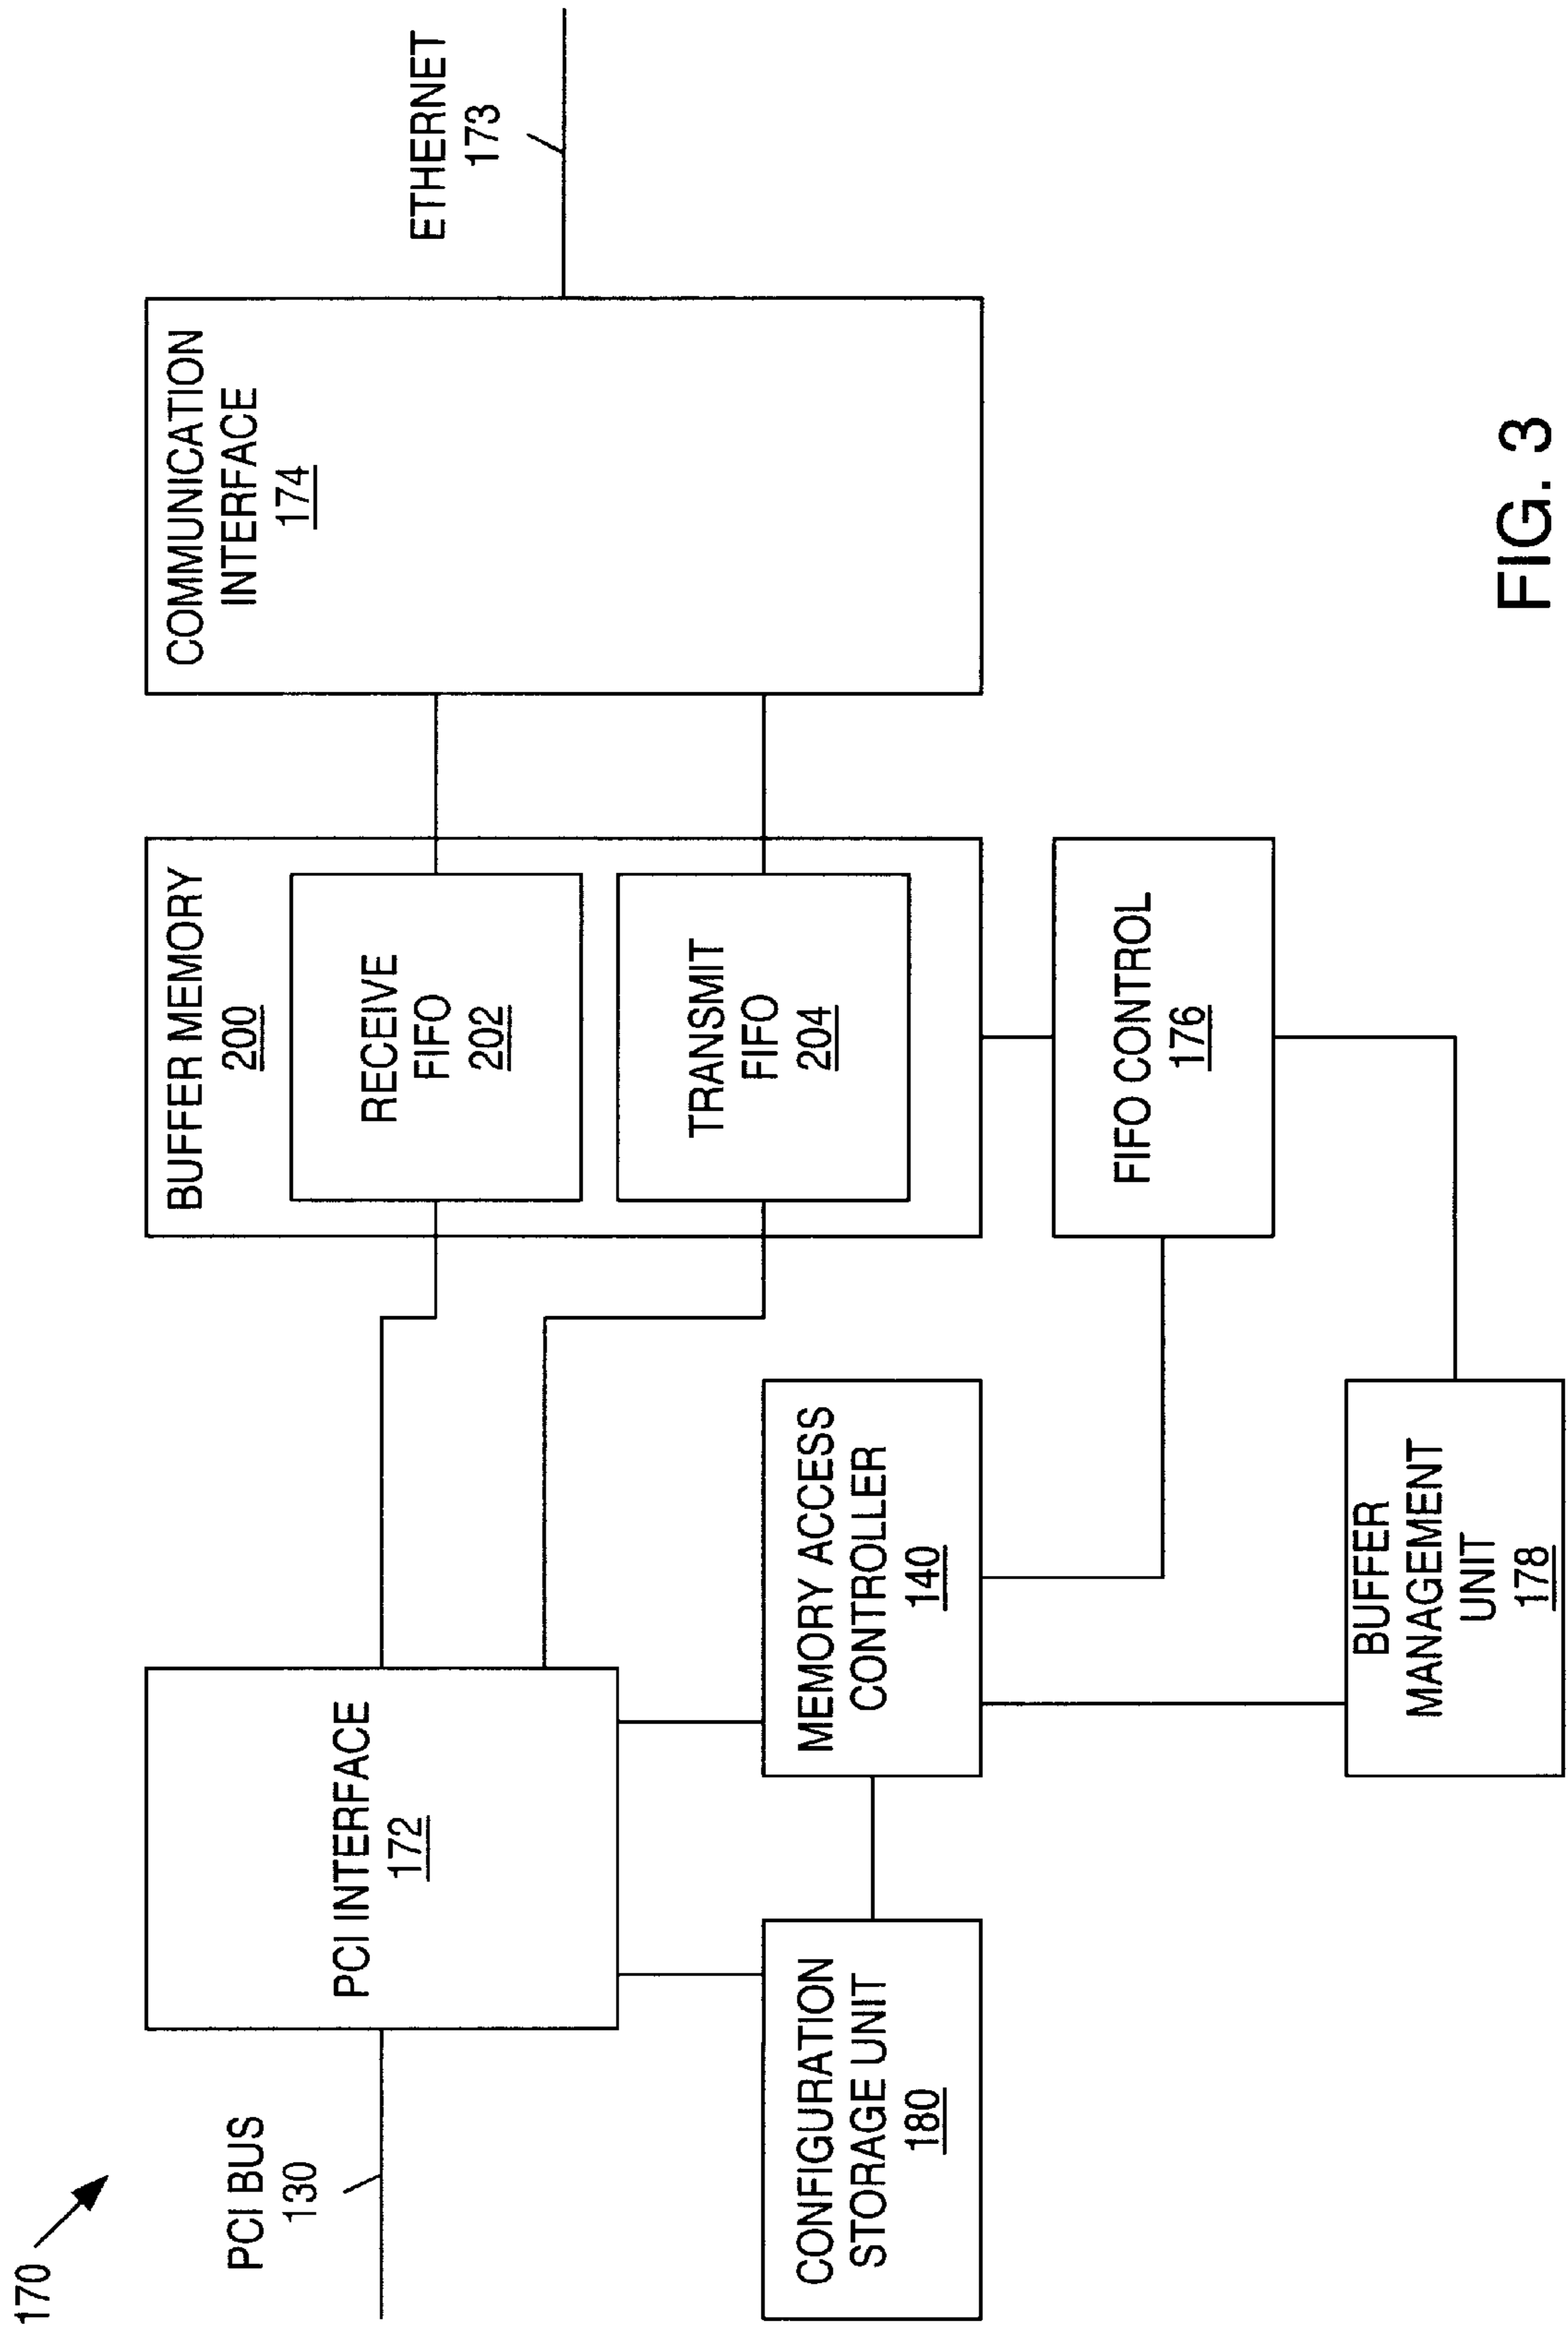 170
PCI BUS
130
PCI INTERFACE
172
CONFIGURATION
STORAGE UNIT
180
MEMORY ACCESS
CONTROLLER
140
BUFFER
MANAGEMENT
UNIT
178
BUFFER MEMORY
200
RECEIVE
FIFO
202
TRANSMIT
FIFO
204
FIFO CONTROL
176
COMMUNICATION
INTERFACE
174
ETHERNET
173
FIG. 3